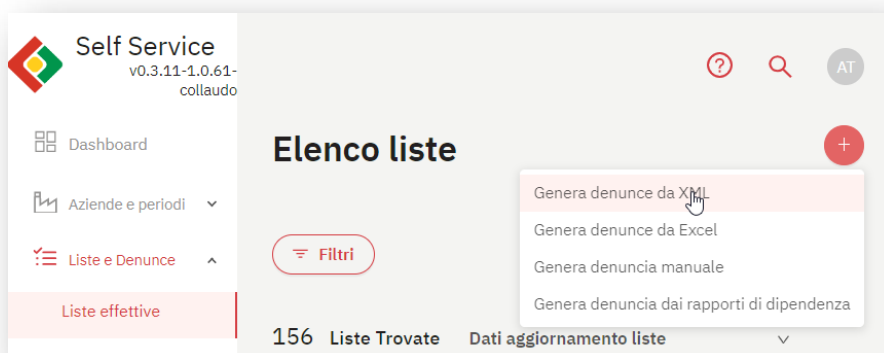 Self Service
v0.3.11-1.0.61-
collaudo
AT
Dashboard
Elenco liste
+
Genera denunce da XML
Aziende e periodi
Genera denunce da Excel
Filtri
Liste e Denunce
Genera denuncia manuale
Liste effettive
Genera denuncia dai rapporti di dipendenza
156 Liste Trovate Dati aggiornamento liste